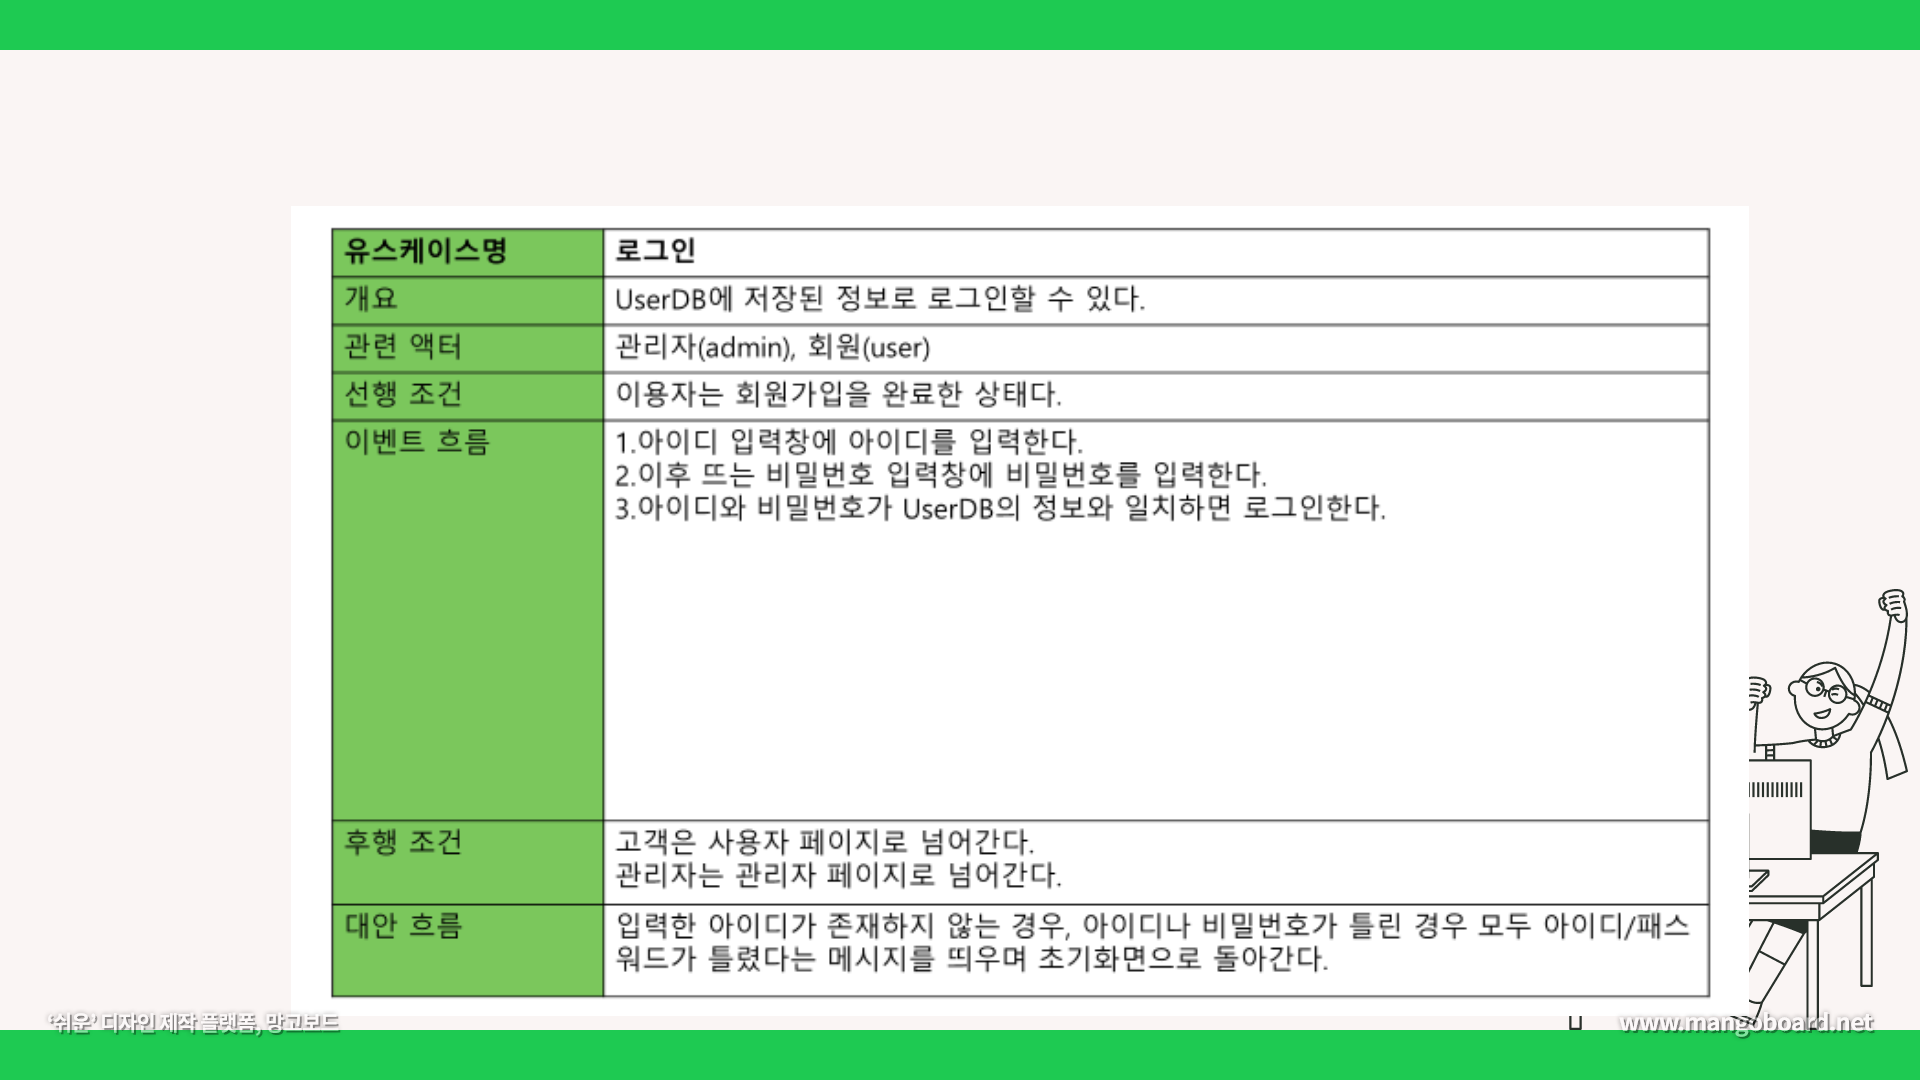 유스케이스명 로그인
개요 UserDB에 저장된 정보로 로그인할 수 있다.
관련 액터 관리자(admin), 회원(user)
선행 조건 이용자는 회원가입을 완료한 상태다.
이벤트 흐름 1.아이디 입력창에 아이디를 입력한다.
2.이후 뜨는 비밀번호 입력창에 비밀번호를 입력한다.
3.아이디와 비밀번호가 UserDB의 정보와 일치하면 로그인한다.
후행 조건 고객은 사용자 페이지로 넘어간다.
관리자는 관리자 페이지로 넘어간다.
대안 흐름 입력한 아이디가 존재하지 않는 경우, 아이디나 비밀번호가 틀린 경우 모두 아이디/패스
워드가 틀렸다는 메시지를 띄우며 초기화면으로 돌아간다.
'쉬운' 디자인 제작 플랫폼, 망고보드
www.mangoboard.net